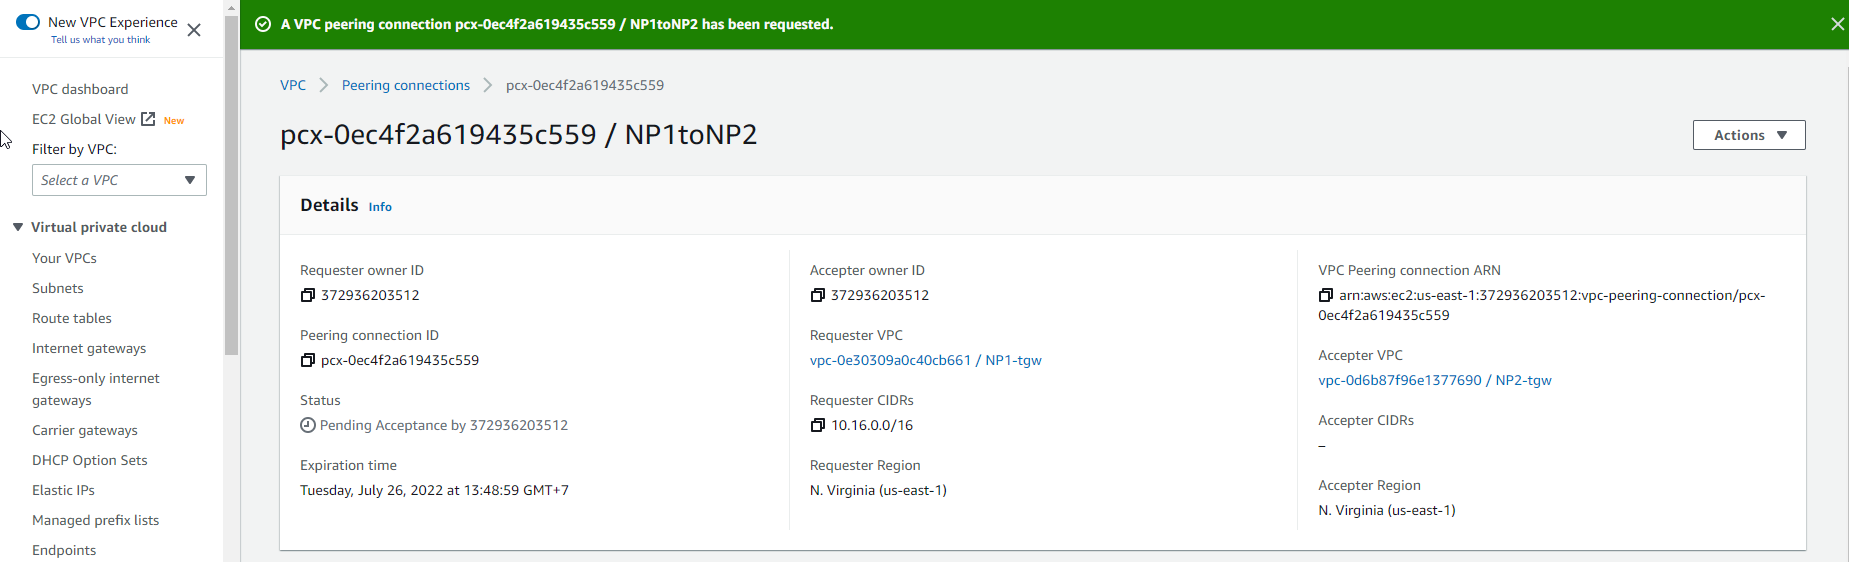 New VPC Experience
Tell us what you think
VPC dashboard
EC2 Global View New
Filter by VPC:
Select a VPC
Virtual private cloud
Your VPCs
Subnets
Route tables
Internet gateways
Egress-only internet
gateways
Carrier gateways
DHCP Option Sets
Elastic IPs
Managed prefix lists
Endpoints
A VPC peering connection pcx-0ec4f2a619435c559 / NP1toNP2 has been requested.
VPC > Peering connections > pcx-0ec4f2a619435c559
pcx-0ec4f2a619435c559 / NP1toNP2
Actions
Details Info
Requester owner ID
372936203512
Peering connection ID
pcx-0ec4f2a619435c559
Status
Pending Acceptance by 372936203512
Expiration time
Tuesday, July 26, 2022 at 13:48:59 GMT+7
Accepter owner ID
372936203512
Requester VPC
vpc-0e30309a0c40cb661 / NP1-tgw
Requester CIDRs
10.16.0.0/16
Requester Region
N. Virginia (us-east-1)
VPC Peering connection ARN
arn:aws:ec2:us-east-1:372936203512:vpc-peering-connection/pcx-
0ec4f2a619435c559
Accepter VPC
vpc-0d6b87f96e1377690 / NP2-tgw
Accepter CIDRs
–
Accepter Region
N. Virginia (us-east-1)